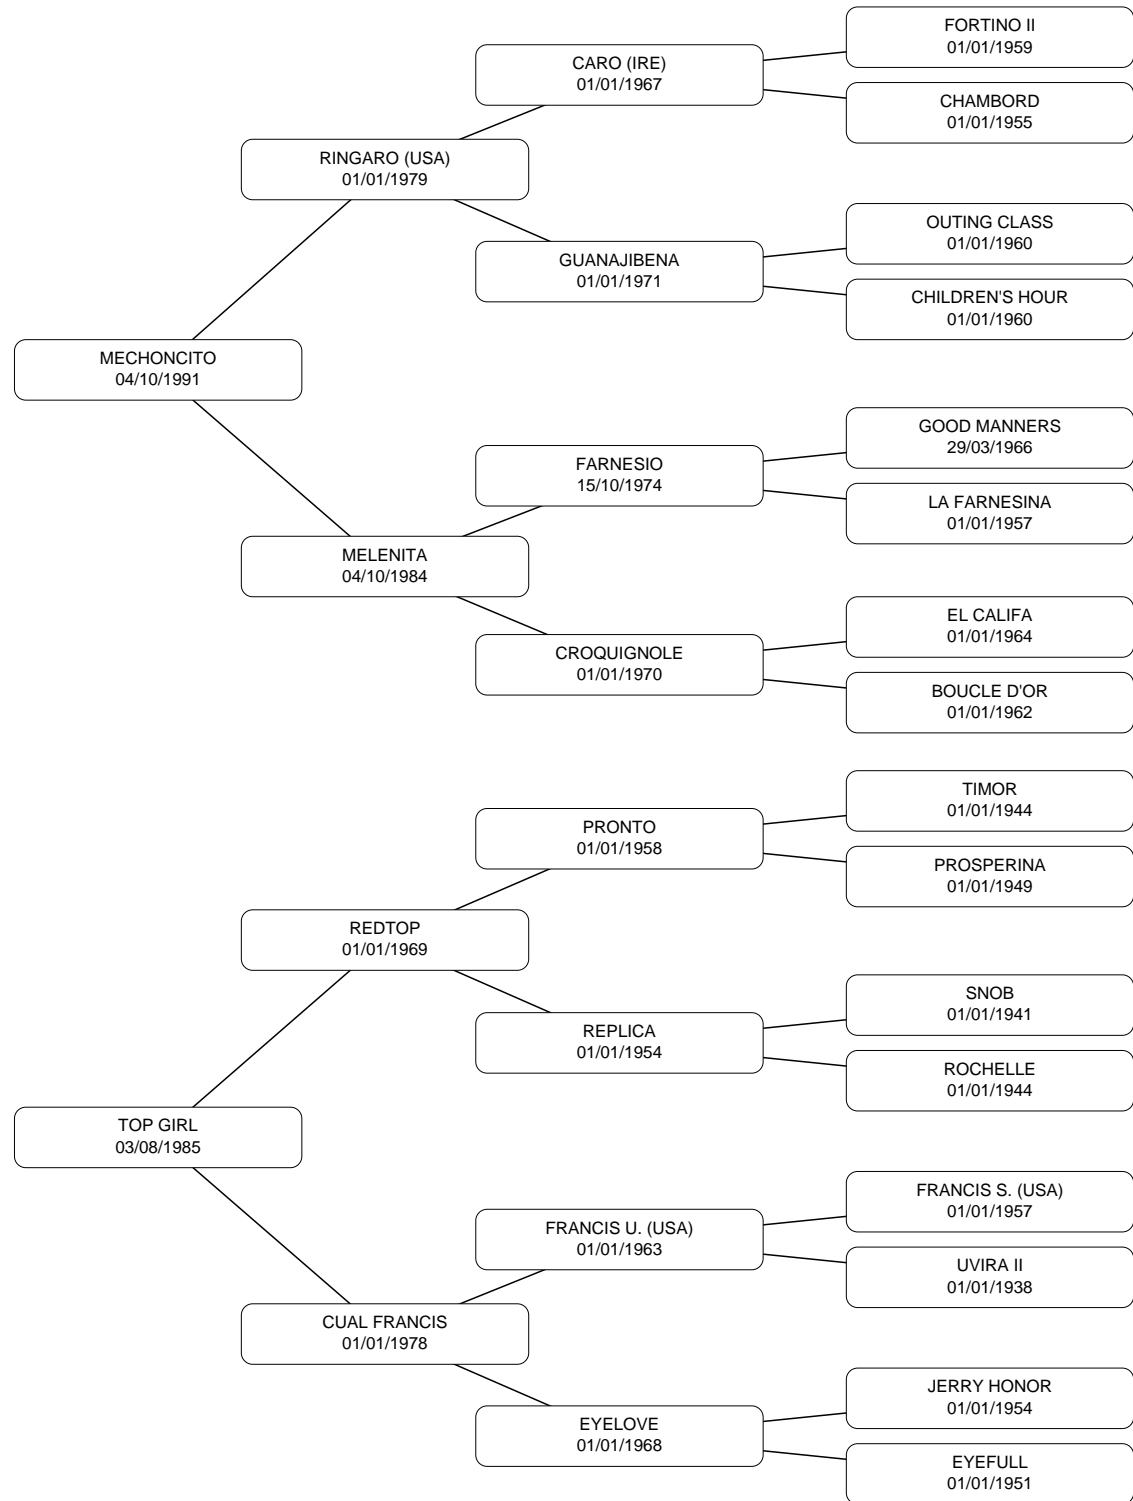 FORTINO II
01/01/1959
CARO (IRE)
01/01/1967
CHAMBORD
01/01/1955
RINGARO (USA)
01/01/1979
OUTING CLASS
01/01/1960
GUANAJIBENA
01/01/1971
CHILDREN'S HOUR
01/01/1960
MECHONCITO
04/10/1991
GOOD MANNERS
29/03/1966
FARNESIO
15/10/1974
LA FARNESINA
01/01/1957
MELENITA
04/10/1984
EL CALIFA
01/01/1964
CROQUIGNOLE
01/01/1970
BOUCLE D'OR
01/01/1962
TIMOR
01/01/1944
PRONTO
01/01/1958
PROSPERINA
01/01/1949
REDTOP
01/01/1969
SNOB
01/01/1941
REPLICA
01/01/1954
ROCHELLE
01/01/1944
TOP GIRL
03/08/1985
FRANCIS S. (USA)
01/01/1957
FRANCIS U. (USA)
01/01/1963
UVIRA II
01/01/1938
CUAL FRANCIS
01/01/1978
JERRY HONOR
01/01/1954
EYELOVE
01/01/1968
EYEFULL
01/01/1951